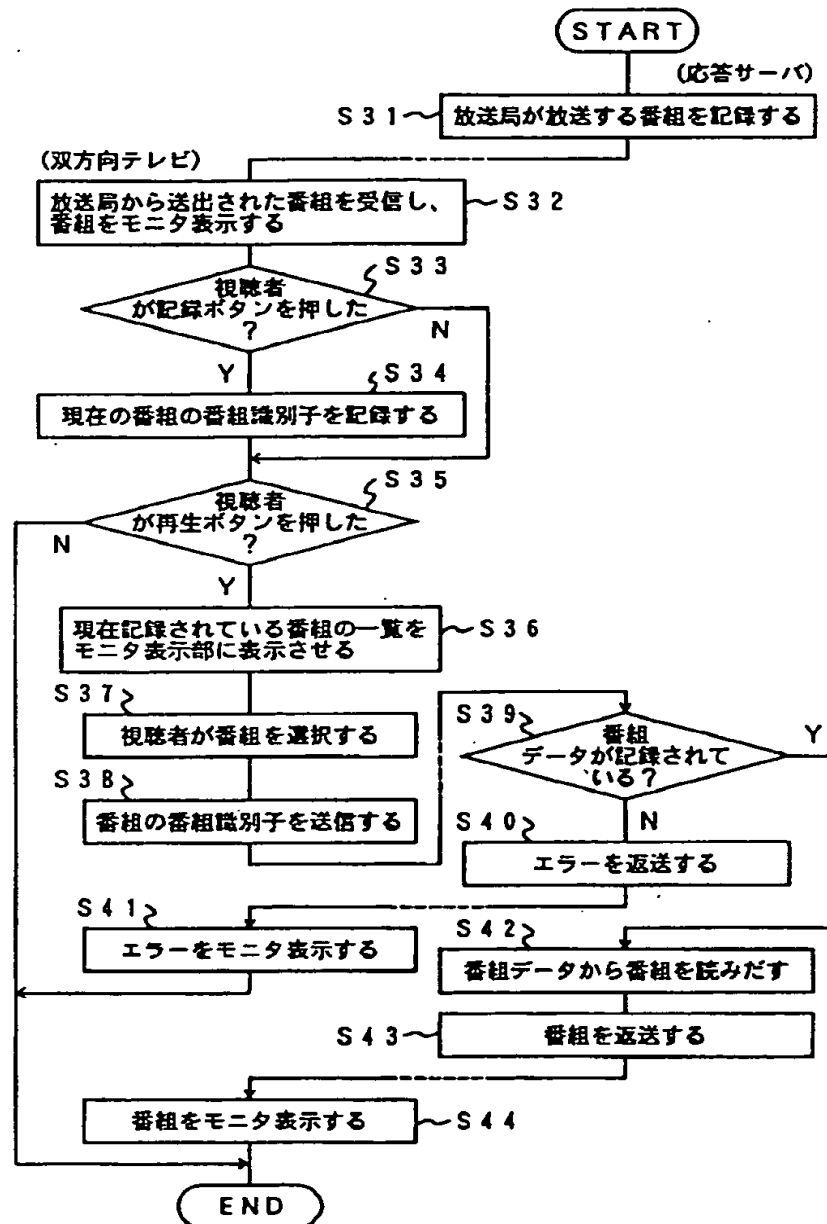 START
(応答サーバ)
S31
放送局が放送する番組を記録する
(双方向テレビ)
放送局から送出された番組を受信し、
番組をモニタ表示する
S32
S33
視聴者
が記録ボタンを押した
?
N
Y
S34
現在の番組の番組識別子を記録する
S35
視聴者
が再生ボタンを押した
?
N
Y
現在記録されている番組の一覧を
モニタ表示部に表示させる
S36
S37
視聴者が番組を選択する
S38
番組の番組識別子を送信する
S39
番組
データが記録されて
いる?
Y
N
S40
エラーを返送する
S41
エラーをモニタ表示する
S42
番組データから番組を読みだす
S43
番組を返送する
番組をモニタ表示する
S44
END